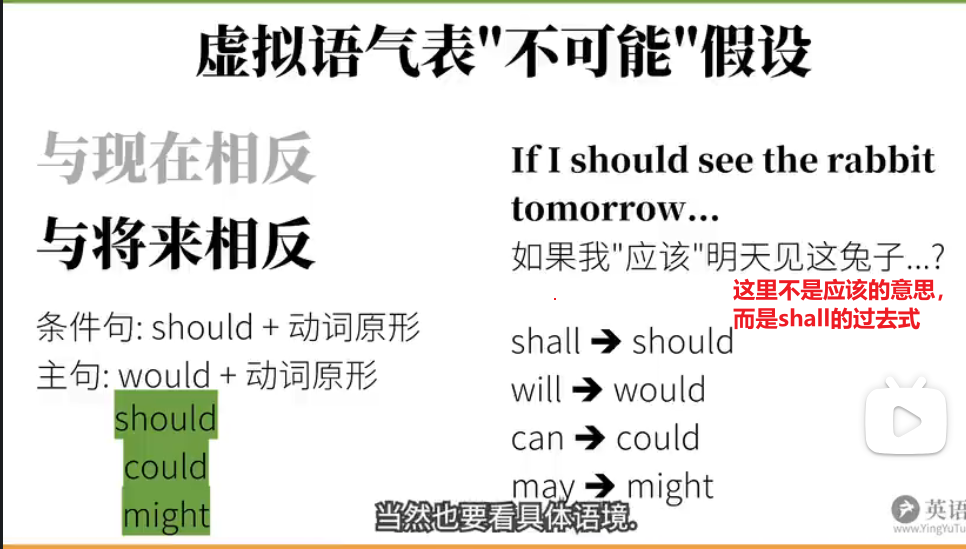 虚拟语气表"不可能"假设
与现在相反
与将来相反
条件句: should + 动词原形
主句: would + 动词原形
should
could
might
If I should see the rabbit
tomorrow...
如果我"应该"明天见这兔子...?
这里不是应该的意思,
而是shall的过去式
shall ➔ should
will ➔ would
can ➔ could
may ➔ might
当然也要看具体语境.
英语
www.YingYuTu